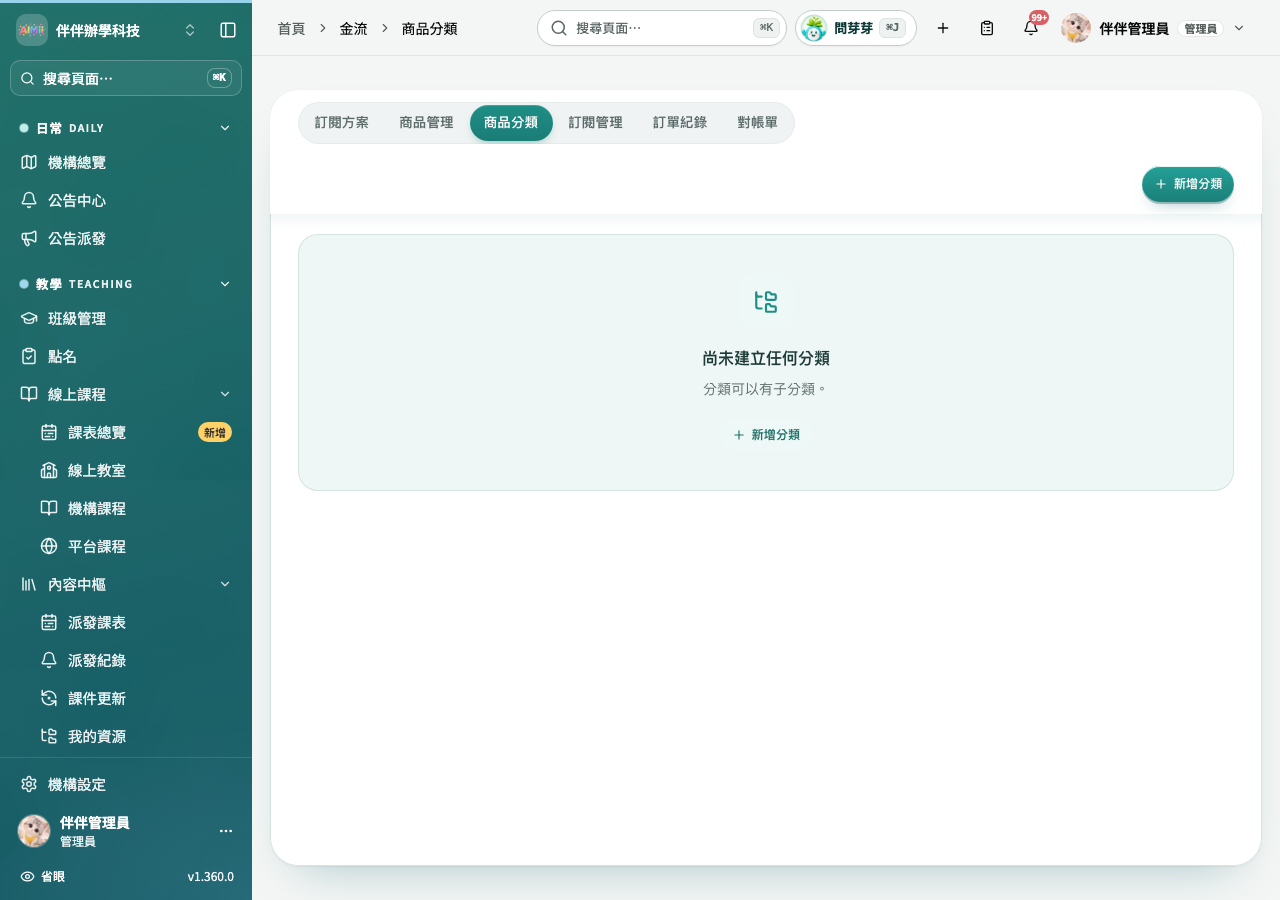 伴伴辦學科技
搜尋頁面… ⌘K
日常 DAILY
機構總覽
公告中心
公告派發
教學 TEACHING
班級管理
點名
線上課程
課表總覽 新增
線上教室
機構課程
平台課程
內容中樞
派發課表
派發紀錄
課件更新
我的資源
機構設定
伴伴管理員
管理員
省眼 v1.360.0
首頁 > 金流 > 商品分類
搜尋頁面… ⌘K
問芽芽 ⌘J
99+
伴伴管理員 管理員
訂閱方案 商品管理 商品分類 訂閱管理 訂單紀錄 對帳單
+ 新增分類
尚未建立任何分類
分類可以有子分類。
+ 新增分類